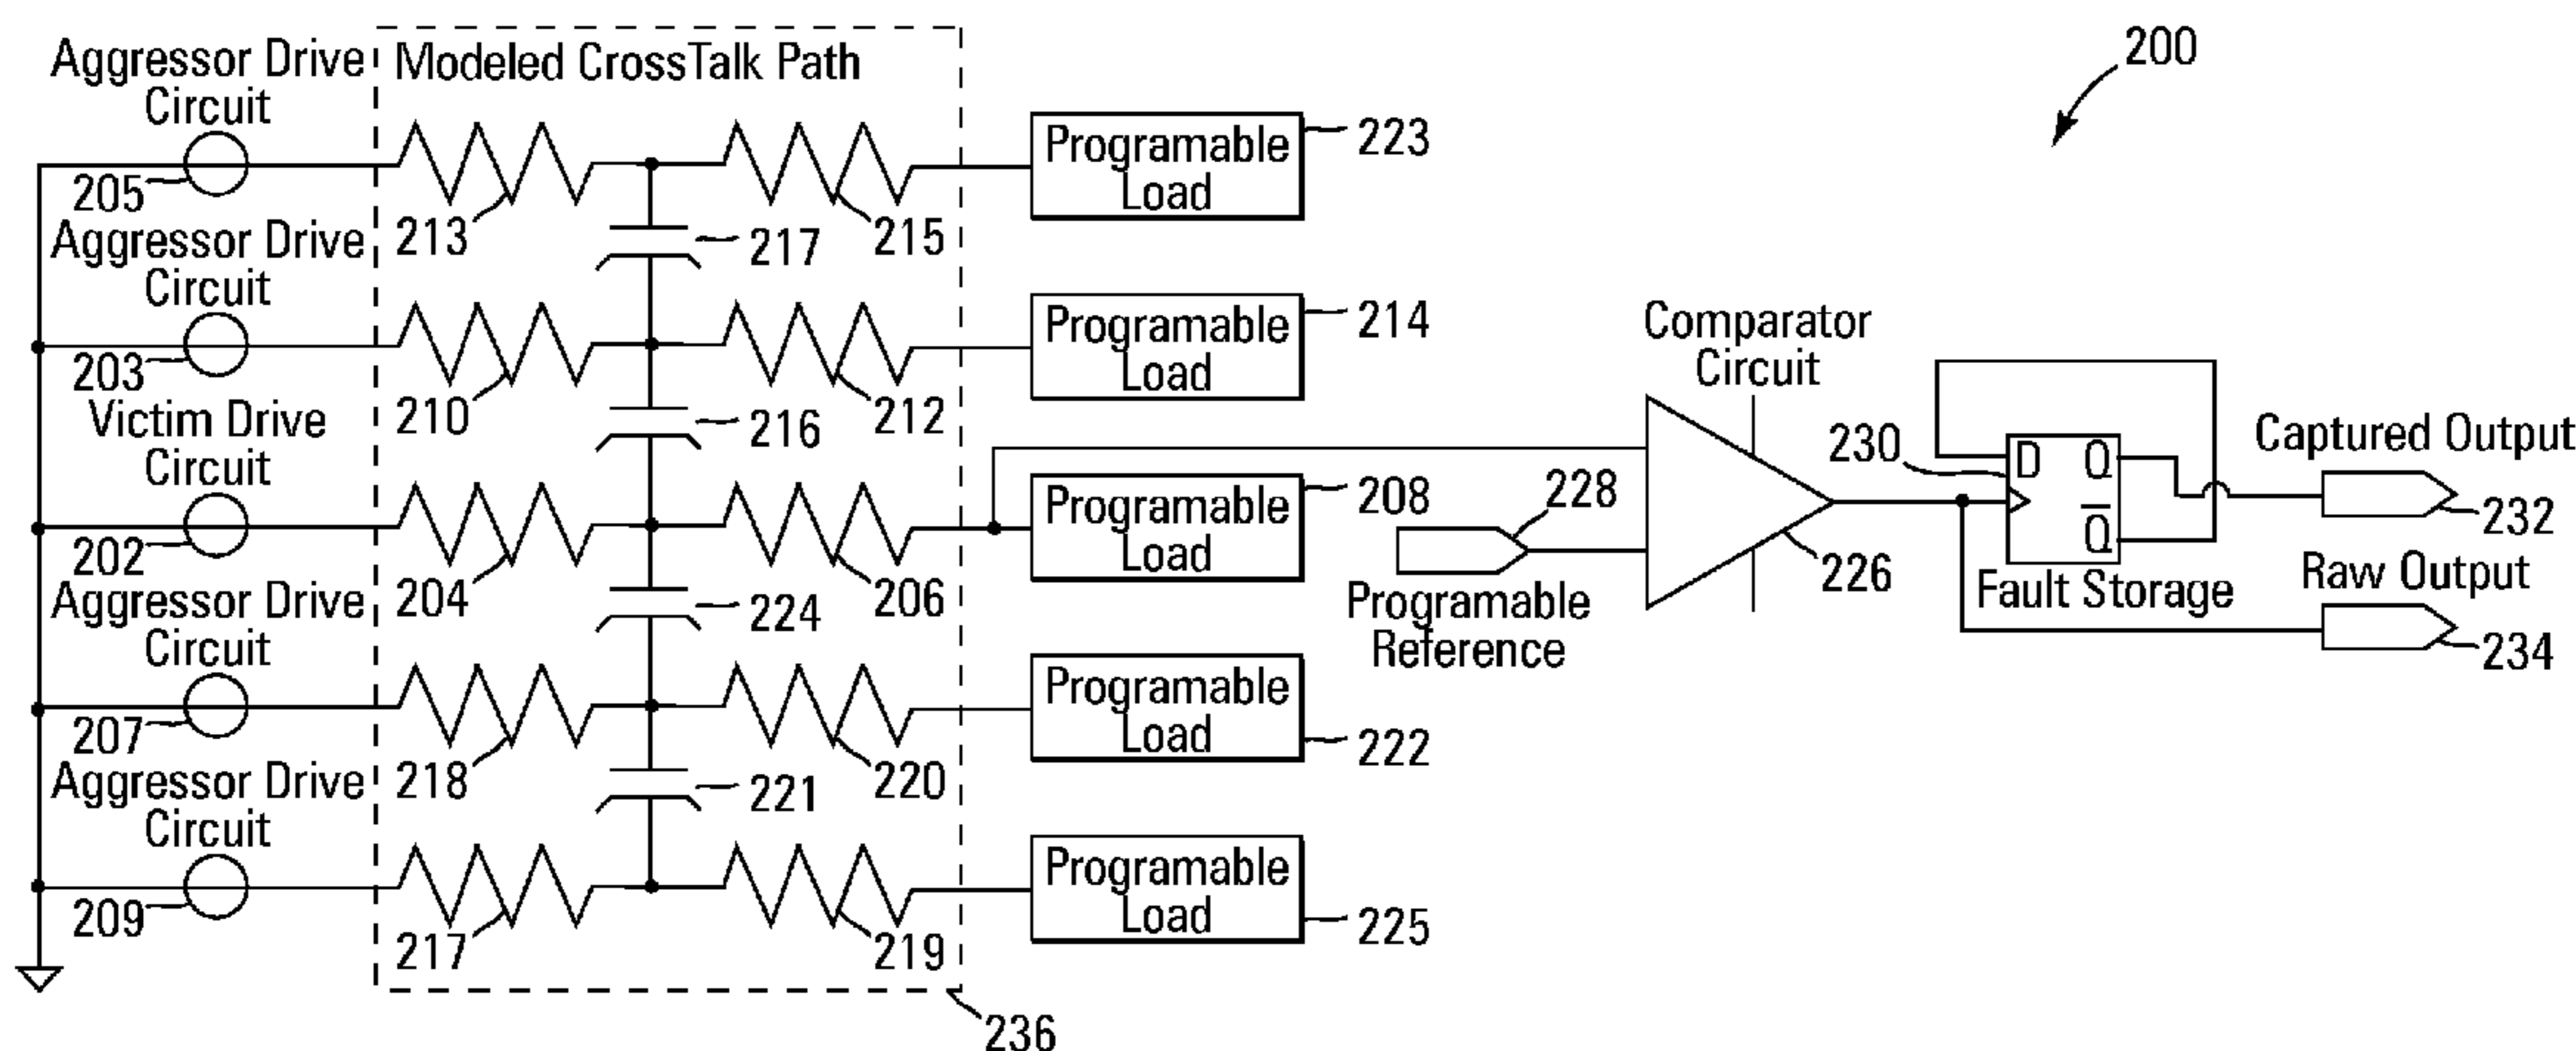 200
Aggressor Drive
Circuit
205
Modeled CrossTalk Path
213
215
217
Programable
Load
223
Aggressor Drive
Circuit
203
210
212
216
Programable
Load
214
Victim Drive
Circuit
202
204
206
224
Programable
Load
208
Aggressor Drive
Circuit
207
218
220
221
Programable
Load
222
Aggressor Drive
Circuit
209
217
219
Programable
Load
225
236
228
Programable
Reference
Comparator
Circuit
226
230
D Q
Q̅
Fault Storage
Captured Output
232
Raw Output
234